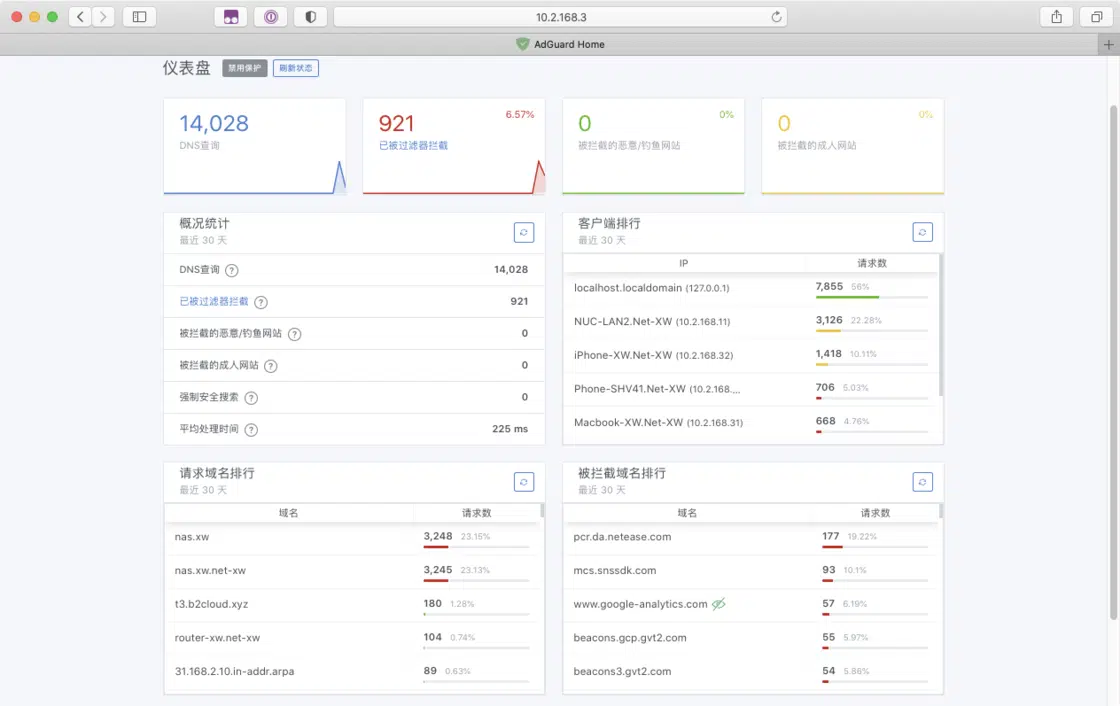 10.2.168.3
AdGuard Home
仪表盘 禁用保护 刷新状态
14,028
DNS查询
921 6.57%
已被过滤器拦截
0 0%
被拦截的恶意/钓鱼网站
0 0%
被拦截的成人网站
概况统计
最近 30 天
DNS查询 ? 14,028
已被过滤器拦截 ? 921
被拦截的恶意/钓鱼网站 ? 0
被拦截的成人网站 ? 0
强制安全搜索 ? 0
平均处理时间 ? 225 ms
客户端排行
最近 30 天
IP 请求数
localhost.localdomain (127.0.0.1) 7,855 56%
NUC-LAN2.Net-XW (10.2.168.11) 3,126 22.28%
iPhone-XW.Net-XW (10.2.168.32) 1,418 10.11%
Phone-SHV41.Net-XW (10.2.168.... 706 5.03%
Macbook-XW.Net-XW (10.2.168.31) 668 4.76%
请求域名排行
最近 30 天
域名 请求数
nas.xw 3,248 23.15%
nas.xw.net-xw 3,245 23.13%
t3.b2cloud.xyz 180 1.28%
router-xw.net-xw 104 0.74%
31.168.2.10.in-addr.arpa 89 0.63%
被拦截域名排行
最近 30 天
域名 请求数
pcr.da.netease.com 177 19.22%
mcs.snssdk.com 93 10.1%
www.google-analytics.com 57 6.19%
beacons.gcp.gvt2.com 55 5.97%
beacons3.gvt2.com 54 5.86%